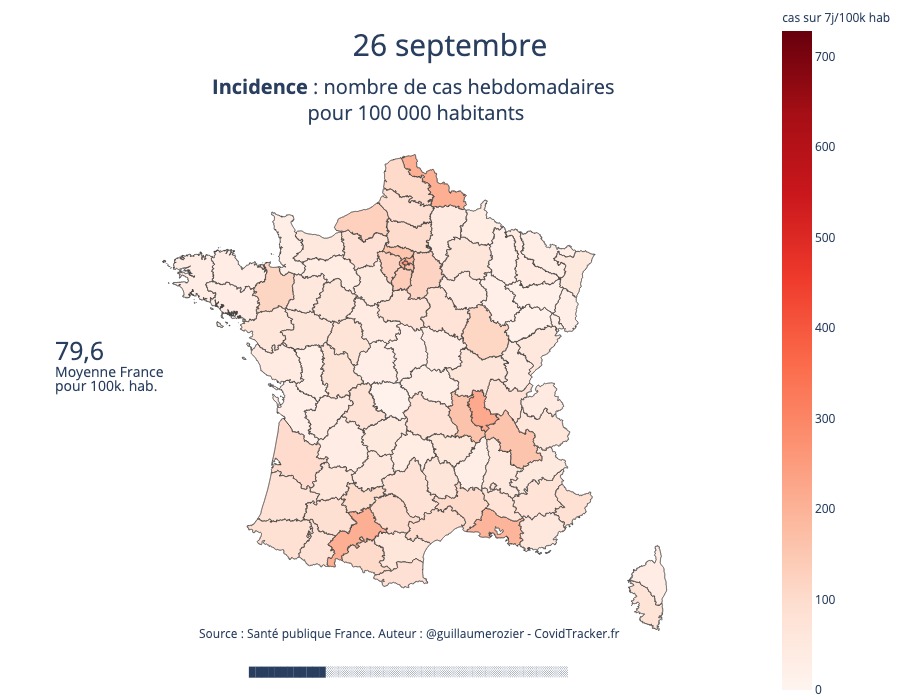 cas sur 7j/100k hab
26 septembre
Incidence : nombre de cas hebdomadaires
pour 100 000 habitants
700
600
500
400
300
200
100
0
79,6
Moyenne France
pour 100k. hab.
Source : Santé publique France. Auteur : @guillaumerozier - CovidTracker.fr